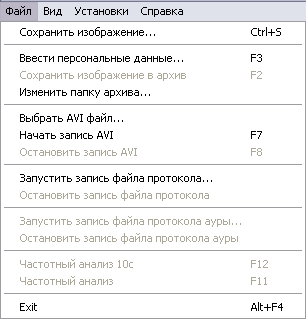 Файл Вид Установки Справка
Сохранить изображение... Ctrl+S
Ввести персональные данные... F3
Сохранить изображение в архив F2
Изменить папку архива...
Выбрать AVI файл...
Начать запись AVI F7
Остановить запись AVI F8
Запустить запись файла протокола...
Остановить запись файла протокола
Запустить запись файла протокола ауры...
Остановить запись файла протокола ауры
Частотный анализ 10с F12
Частотный анализ F11
Exit Alt+F4